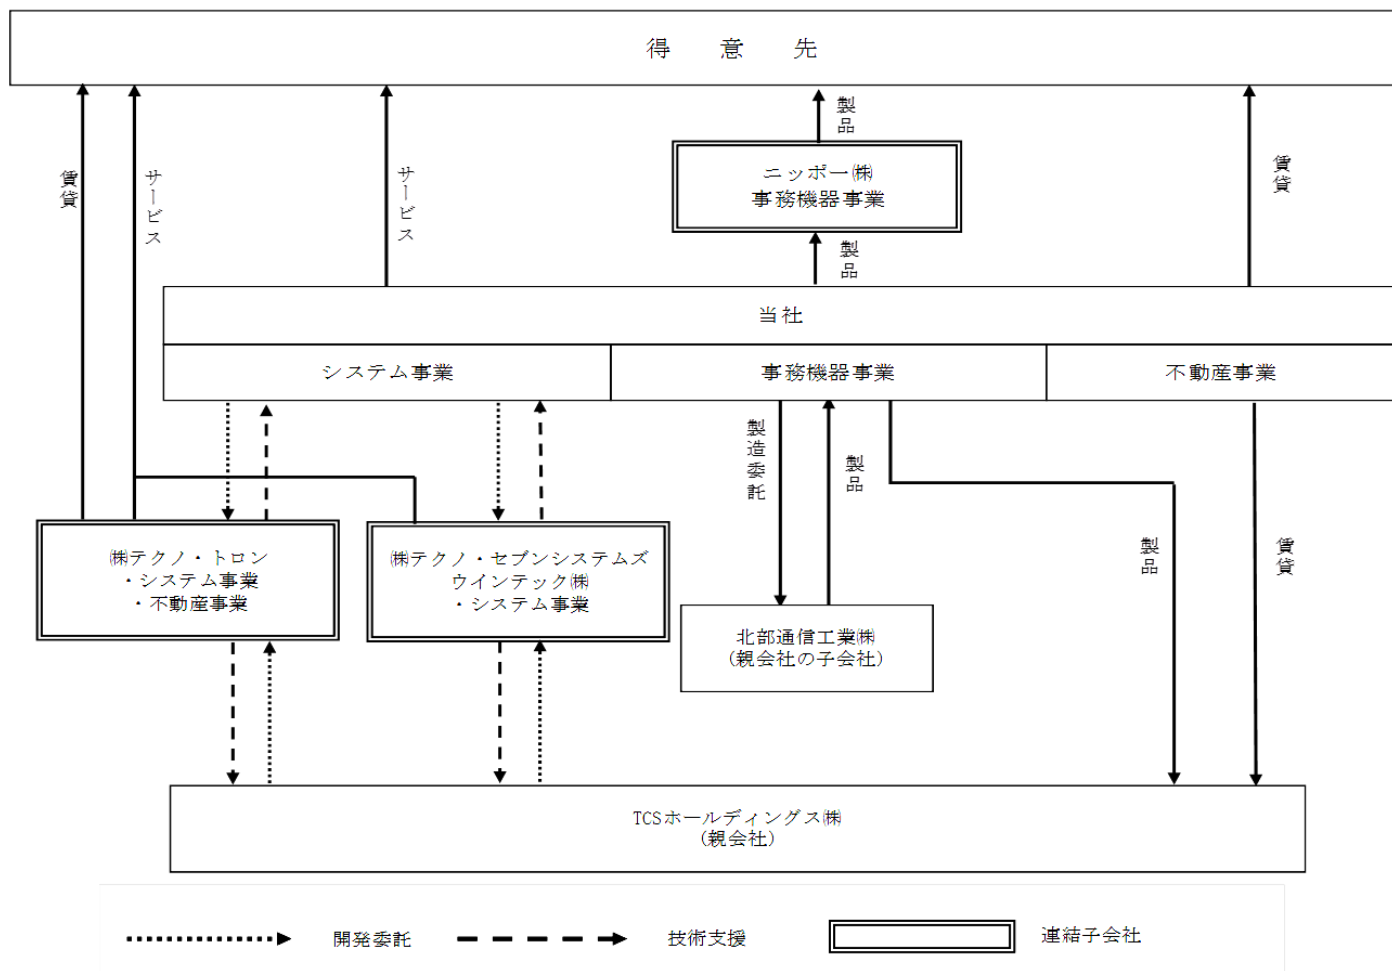 得意先
賃貸
サービス
サービス
製品
賃貸
ニッポー㈱
事務機器事業
製品
当社
システム事業
事務機器事業
不動産事業
製造委託
製品
製品
賃貸
㈱テクノ・トロン
・システム事業
・不動産事業
㈱テクノ・セブンシステムズ
ウインテック㈱
・システム事業
北部通信工業㈱
(親会社の子会社)
TCSホールディングス㈱
(親会社)
開発委託
技術支援
連結子会社